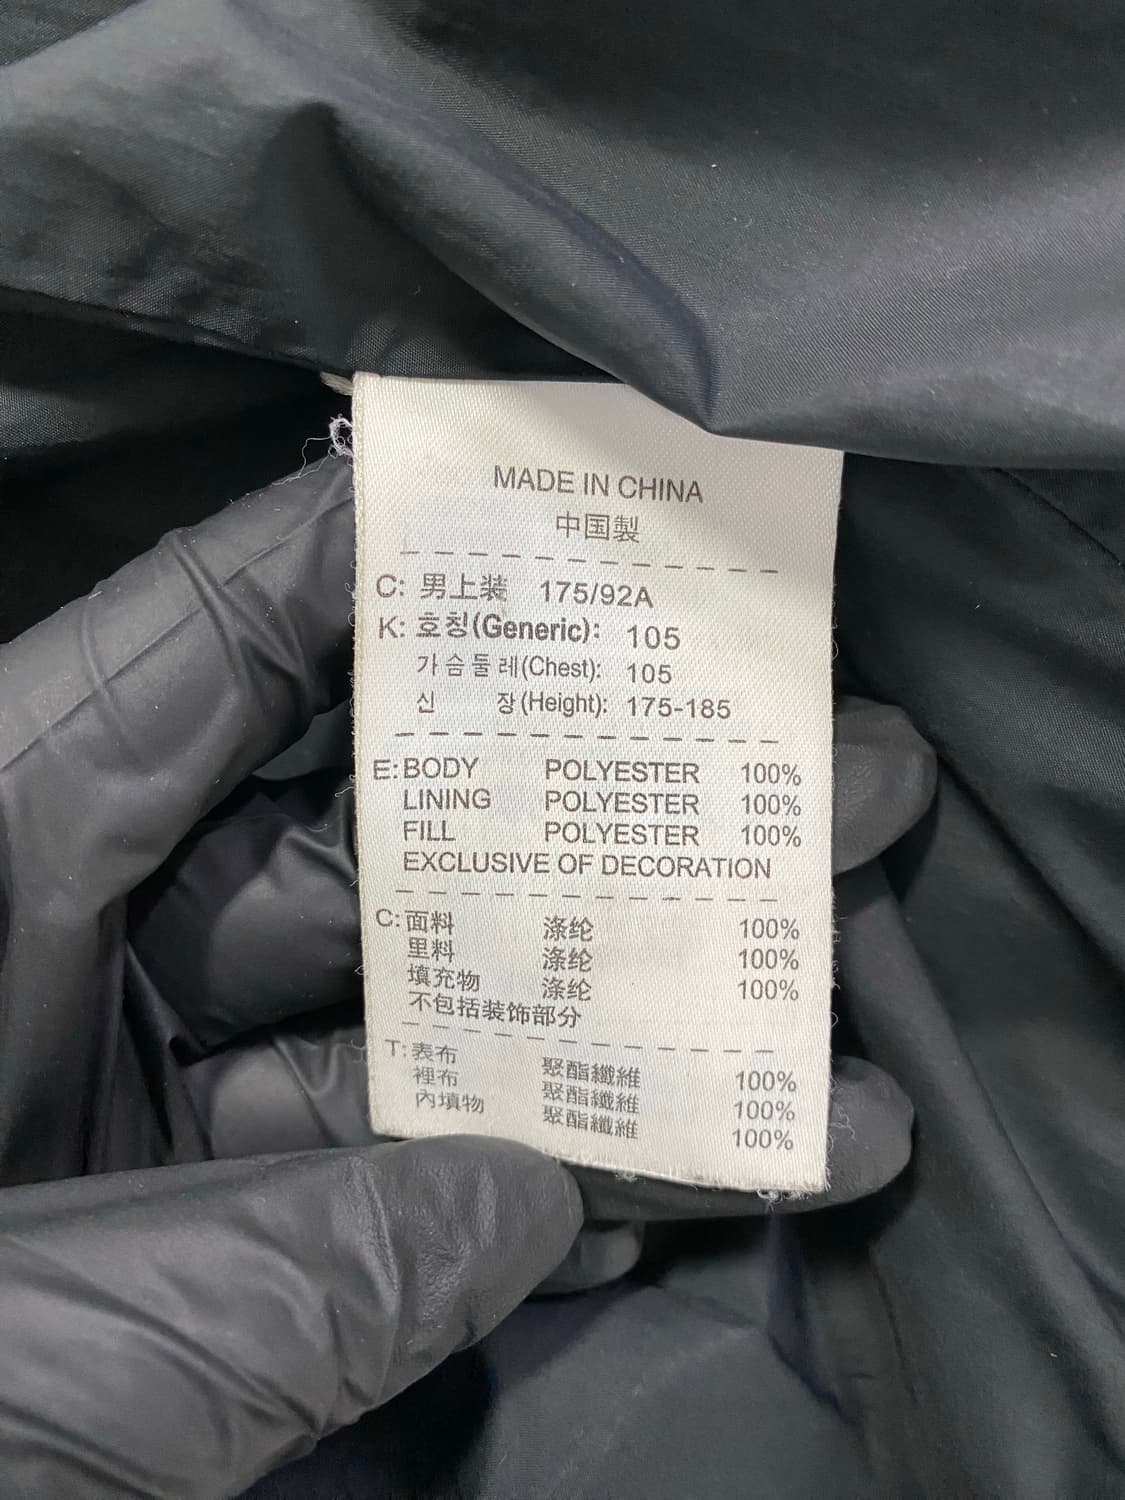 MADE IN CHINA
中国製
C: 男上装 175/92A
K: 호칭(Generic): 105
가슴둘레(Chest): 105
신 장(Height): 175-185
E: BODY POLYESTER 100%
LINING POLYESTER 100%
FILL POLYESTER 100%
EXCLUSIVE OF DECORATION
C: 面料 涤纶 100%
里料 涤纶 100%
填充物 涤纶 100%
不包括装饰部分
T: 表布 聚酯纖維 100%
裡布 聚酯纖維 100%
內填物 聚酯纖維 100%